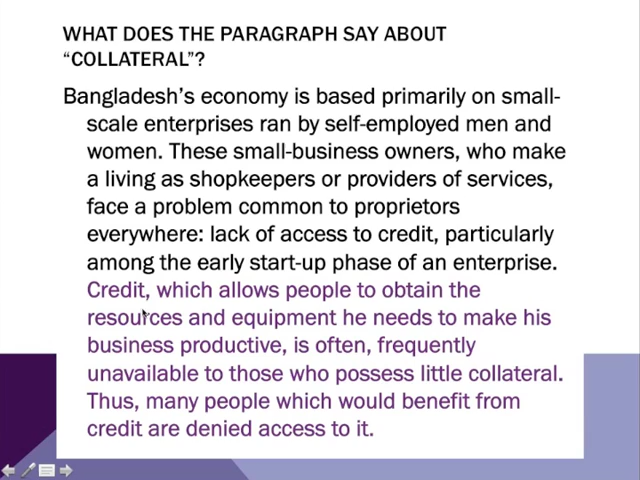 WHAT DOES THE PARAGRAPH SAY ABOUT
“COLLATERAL”?
Bangladesh’s economy is based primarily on small-
scale enterprises ran by self-employed men and
women. These small-business owners, who make
a living as shopkeepers or providers of services,
face a problem common to proprietors
everywhere: lack of access to credit, particularly
among the early start-up phase of an enterprise.
Credit, which allows people to obtain the
resources and equipment he needs to make his
business productive, is often, frequently
unavailable to those who possess little collateral.
Thus, many people which would benefit from
credit are denied access to it.